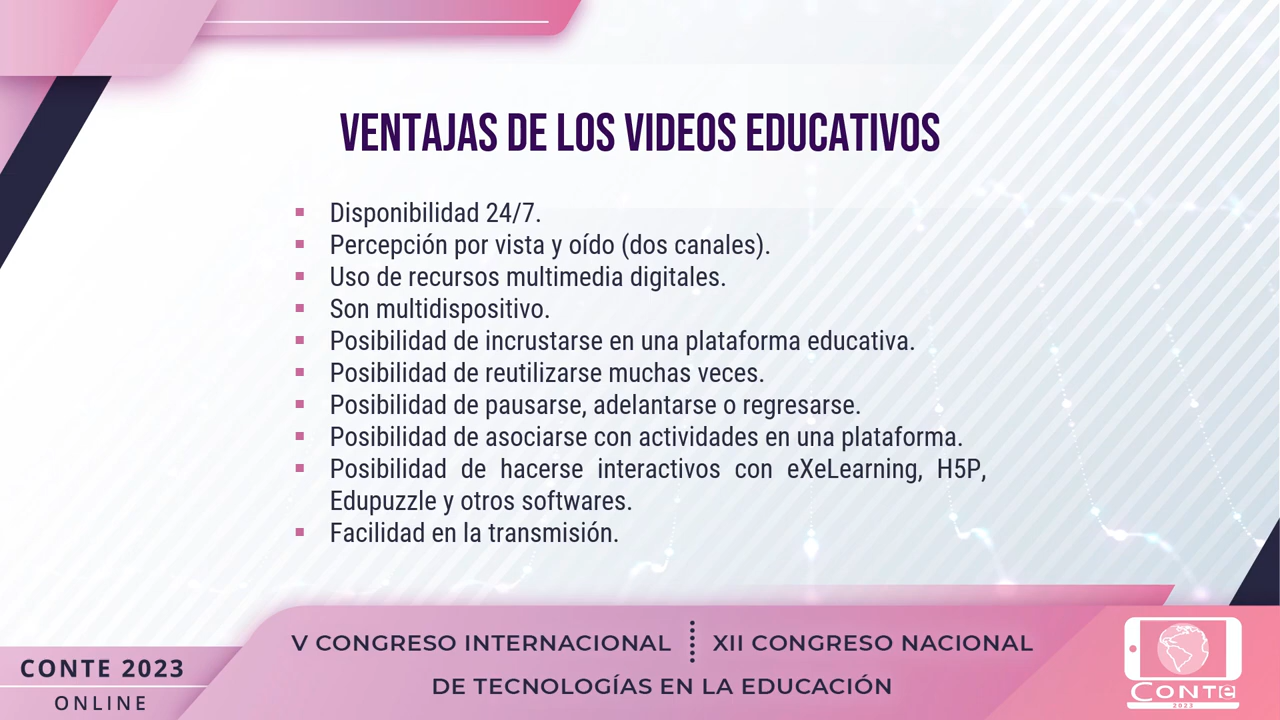 VENTAJAS DE LOS VIDEOS EDUCATIVOS
▪ Disponibilidad 24/7.
▪ Percepción por vista y oído (dos canales).
▪ Uso de recursos multimedia digitales.
▪ Son multidispositivo.
▪ Posibilidad de incrustarse en una plataforma educativa.
▪ Posibilidad de reutilizarse muchas veces.
▪ Posibilidad de pausarse, adelantarse o regresarse.
▪ Posibilidad de asociarse con actividades en una plataforma.
▪ Posibilidad de hacerse interactivos con eXeLearning, H5P,
Edupuzzle y otros softwares.
▪ Facilidad en la transmisión.
V CONGRESO INTERNACIONAL XII CONGRESO NACIONAL
DE TECNOLOGÍAS EN LA EDUCACIÓN
CONTE 2023
ONLINE
CONTE
2023